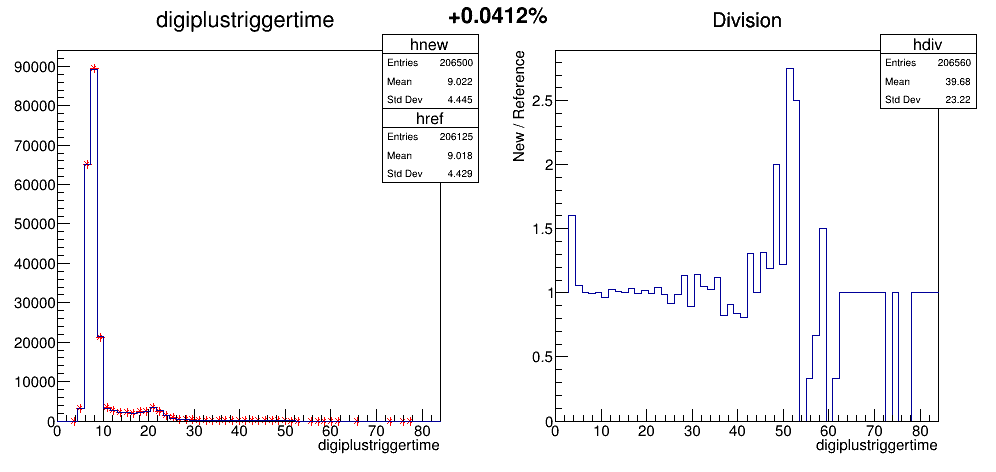 +0.0412%
digiplustriggertime
hnew
Entries 206500
Mean 9.022
Std Dev 4.445
href
Entries 206125
Mean 9.018
Std Dev 4.429
90000
80000
70000
60000
50000
40000
30000
20000
10000
0
0 10 20 30 40 50 60 70 80
digiplustriggertime
Division
hdiv
Entries 206560
Mean 39.68
Std Dev 23.22
New / Reference
2.5
2
1.5
1
0.5
0
0 10 20 30 40 50 60 70 80
digiplustriggertime